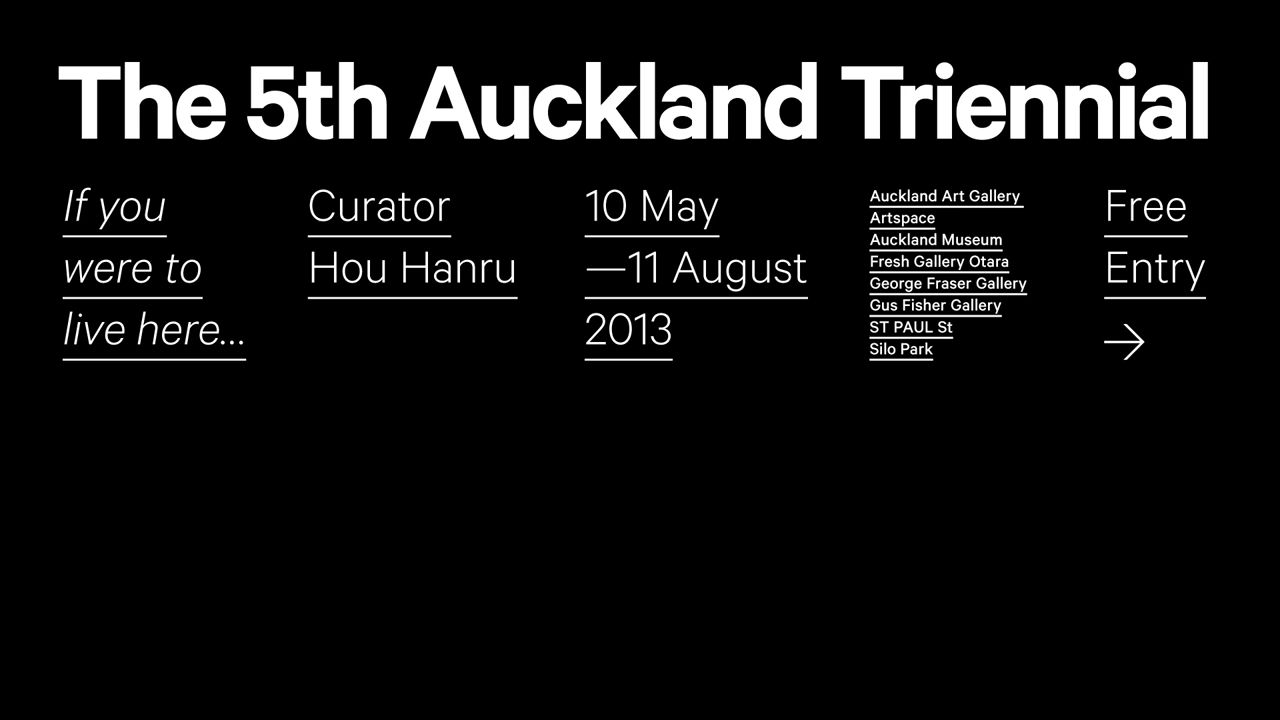 The 5th Auckland Triennial
If you
were to
live here...
Curator
Hou Hanru
10 May
—11 August
2013
Auckland Art Gallery
Artspace
Auckland Museum
Fresh Gallery Otara
George Fraser Gallery
Gus Fisher Gallery
ST PAUL St
Silo Park
Free
Entry
→